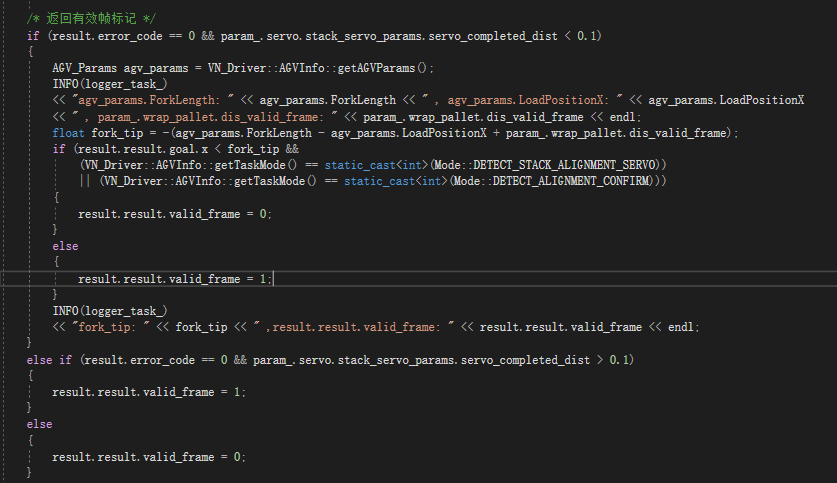 /* 返回有效帧标记 */
if (result.error_code == 0 && param_.servo.stack_servo_params.servo_completed_dist < 0.1)
{
AGV_Params agv_params = VN_Driver::AGVInfo::getAGVParams();
INFO(logger_task_)
<< "agv_params.ForkLength: " << agv_params.ForkLength << " , agv_params.LoadPositionX: " << agv_params.LoadPositionX
<< " , param_.wrap_pallet.dis_valid_frame: " << param_.wrap_pallet.dis_valid_frame << endl;
float fork_tip = -(agv_params.ForkLength - agv_params.LoadPositionX + param_.wrap_pallet.dis_valid_frame);
if (result.result.goal.x < fork_tip &&
(VN_Driver::AGVInfo::getTaskMode() == static_cast<int>(Mode::DETECT_STACK_ALIGNMENT_SERVO))
|| (VN_Driver::AGVInfo::getTaskMode() == static_cast<int>(Mode::DETECT_ALIGNMENT_CONFIRM)))
{
result.result.valid_frame = 0;
}
else
{
result.result.valid_frame = 1;
}
INFO(logger_task_)
<< "fork_tip: " << fork_tip << " ,result.result.valid_frame: " << result.result.valid_frame << endl;
}
else if (result.error_code == 0 && param_.servo.stack_servo_params.servo_completed_dist > 0.1)
{
result.result.valid_frame = 1;
}
else
{
result.result.valid_frame = 0;
}